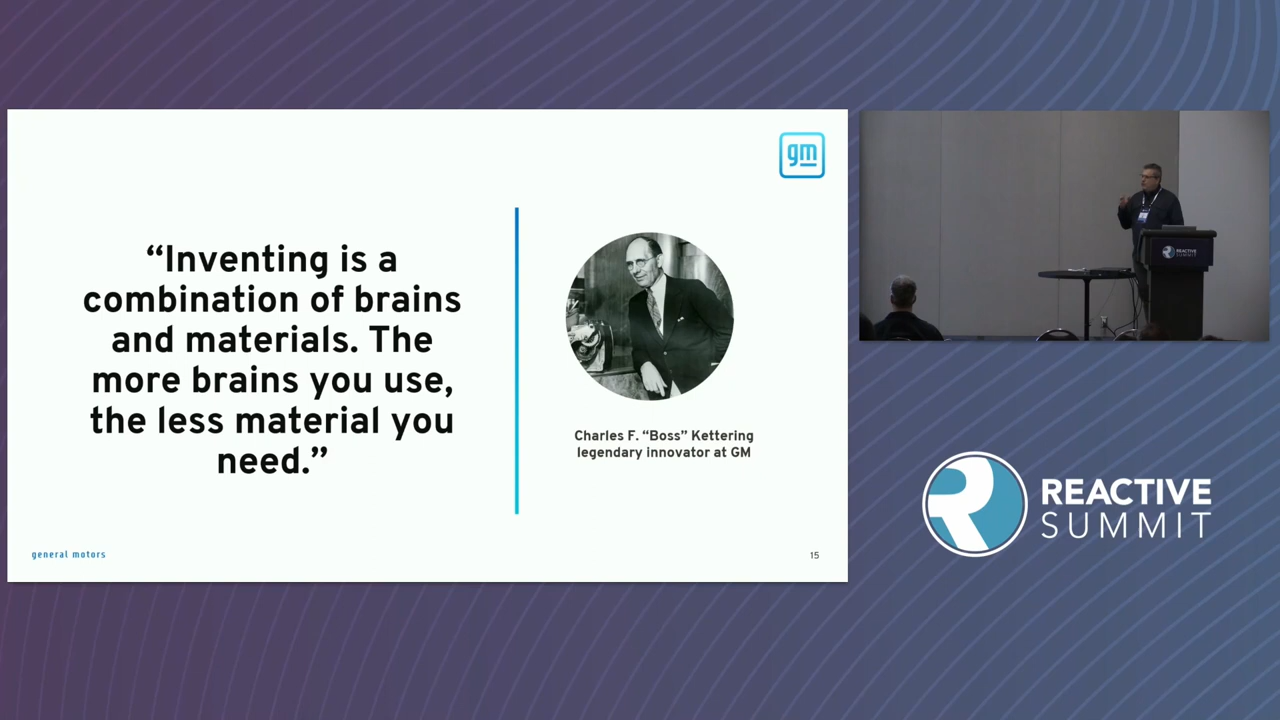 gm
“Inventing is a
combination of brains
and materials. The
more brains you use,
the less material you
need.”
Charles F. “Boss” Kettering
legendary innovator at GM
general motors
15
REACTIVE
SUMMIT
REACTIVE
SUMMIT